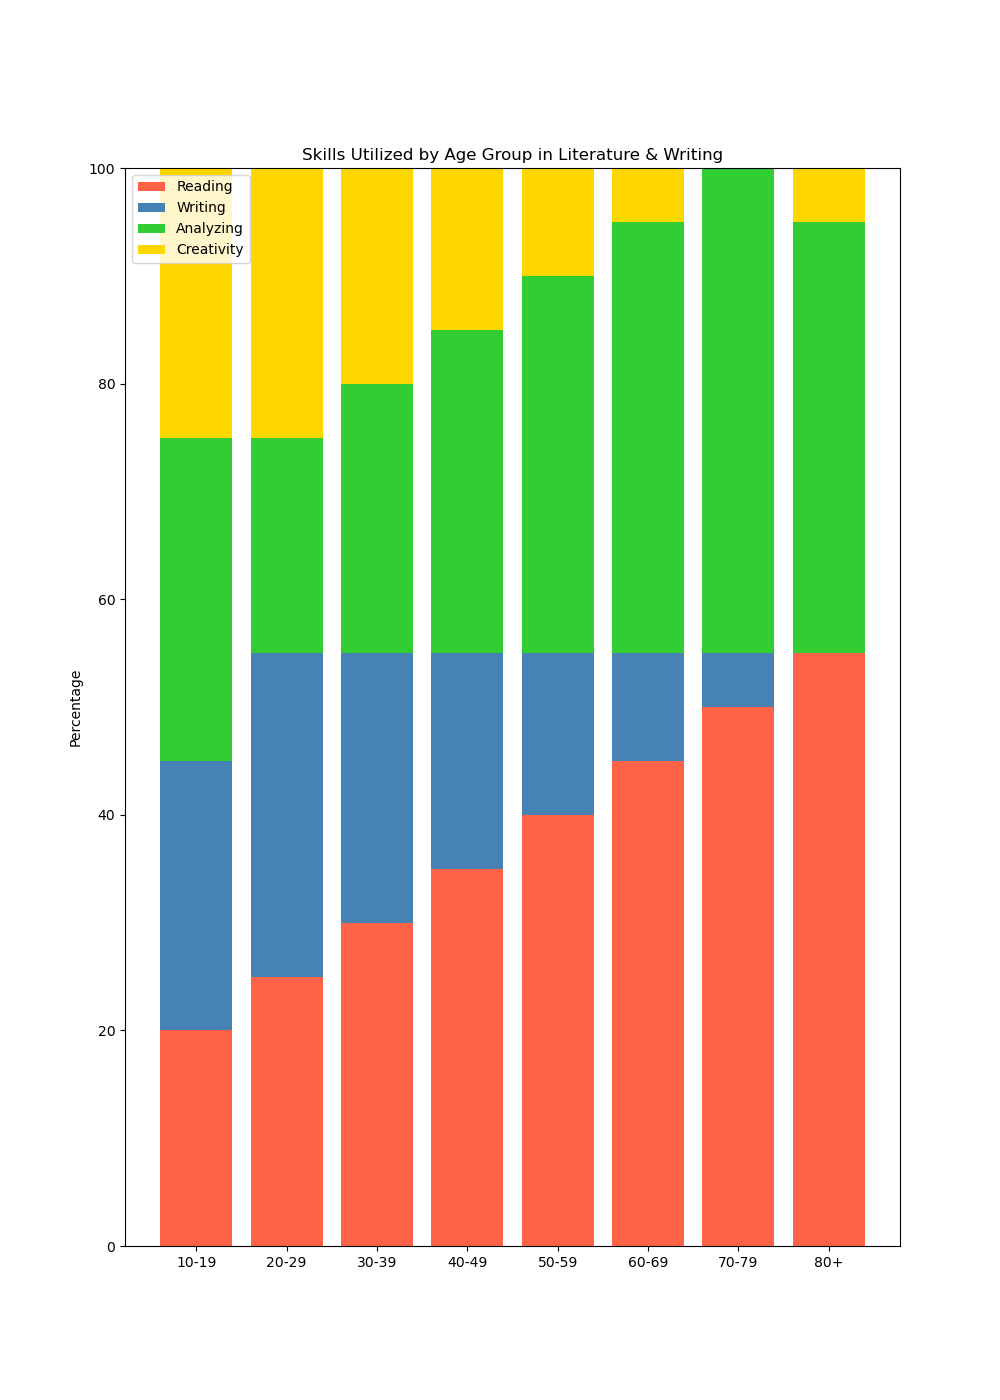 Skills Utilized by Age Group in Literature & Writing
100
80
60
40
20
0
Percentage
Reading
Writing
Analyzing
Creativity
10-19 20-29 30-39 40-49 50-59 60-69 70-79 80+